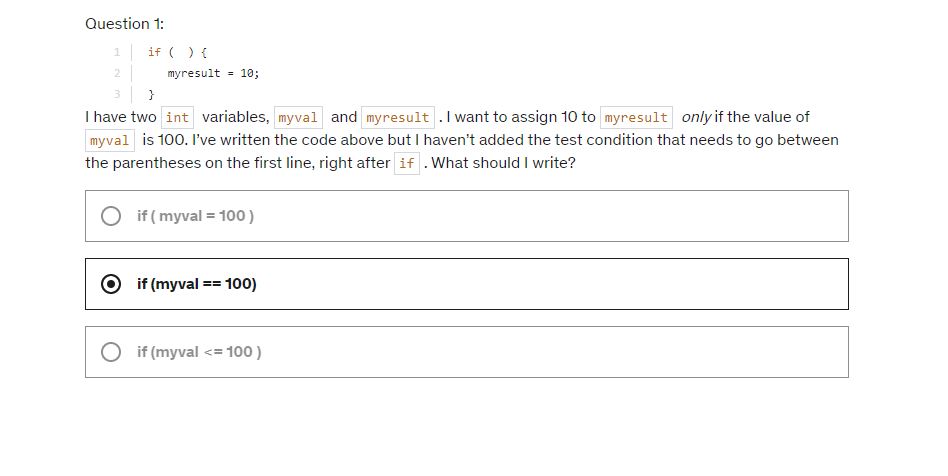 Question 1:
1 if ( ) {
2 myresult = 10;
3 }
I have two int variables, myval and myresult . I want to assign 10 to myresult only if the value of
myval is 100. I've written the code above but I haven't added the test condition that needs to go between
the parentheses on the first line, right after if . What should I write?
if ( myval = 100 )
if (myval == 100)
if (myval <= 100 )